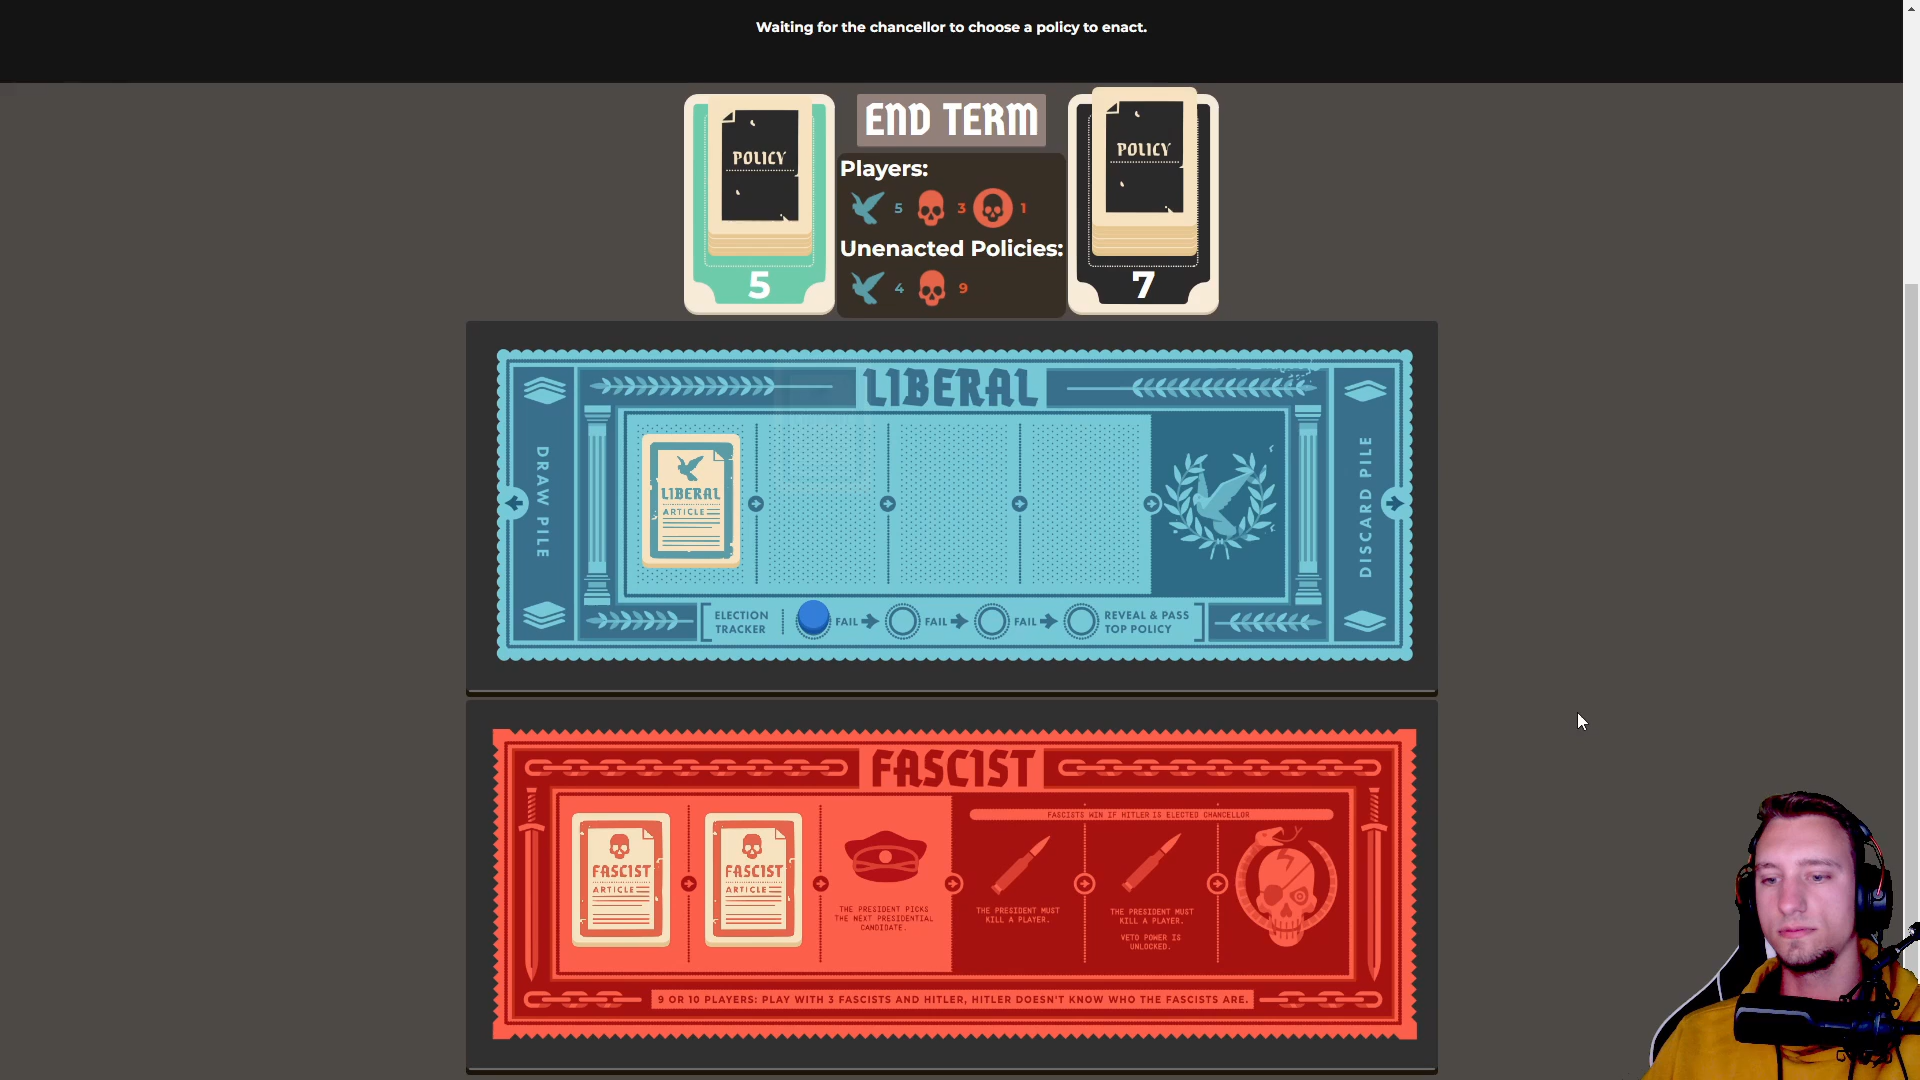 Waiting for the chancellor to choose a policy to enact.
POLICY
5
END TERM
Players:
5 3 1
Unenacted Policies:
4 9
POLICY
7
LIBERAL
DRAW PILE
LIBERAL
ARTICLE
DISCARD PILE
ELECTION
TRACKER
FAIL
FAIL
FAIL
REVEAL & PASS
TOP POLICY
FASCIST
FASCIST
ARTICLE
FASCIST
ARTICLE
THE PRESIDENT PICKS
THE NEXT PRESIDENTIAL
CANDIDATE.
FASCISTS WIN IF HITLER IS ELECTED CHANCELLOR
THE PRESIDENT MUST
KILL A PLAYER.
THE PRESIDENT MUST
KILL A PLAYER.
VETO POWER IS
UNLOCKED.
9 OR 10 PLAYERS: PLAY WITH 3 FASCISTS AND HITLER, HITLER DOESN'T KNOW WHO THE FASCISTS ARE.